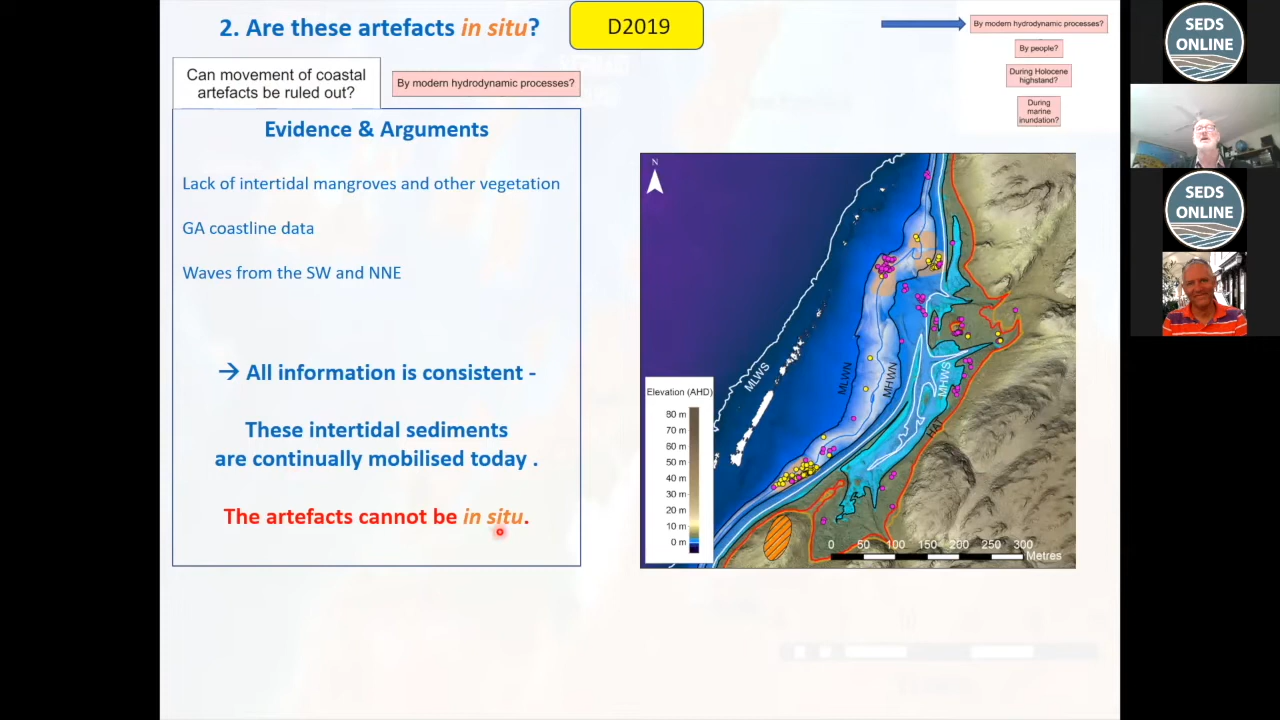 2. Are these artefacts in situ?
D2019
By modern hydrodynamic processes?
By people?
During Holocene
highstand?
During
marine
inundation?
Can movement of coastal
artefacts be ruled out?
By modern hydrodynamic processes?
Evidence & Arguments
Lack of intertidal mangroves and other vegetation
GA coastline data
Waves from the SW and NNE
→ All information is consistent -
These intertidal sediments
are continually mobilised today .
The artefacts cannot be in situ.
N
MLWS
MLWN
MHWN
MHWS
HAT
Elevation (AHD)
80 m
70 m
60 m
50 m
40 m
30 m
20 m
10 m
0 m
0 50 100 150 200 250 300
Metres
SEDS
ONLINE
SEDS
ONLINE